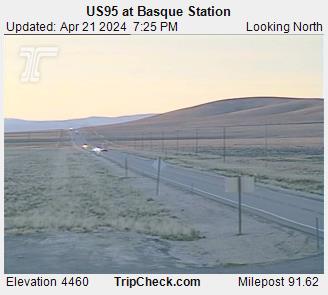 US95 at Basque Station
Updated: Apr 21 2024 7:25 PM Looking North
Elevation 4460 TripCheck.com Milepost 91.62